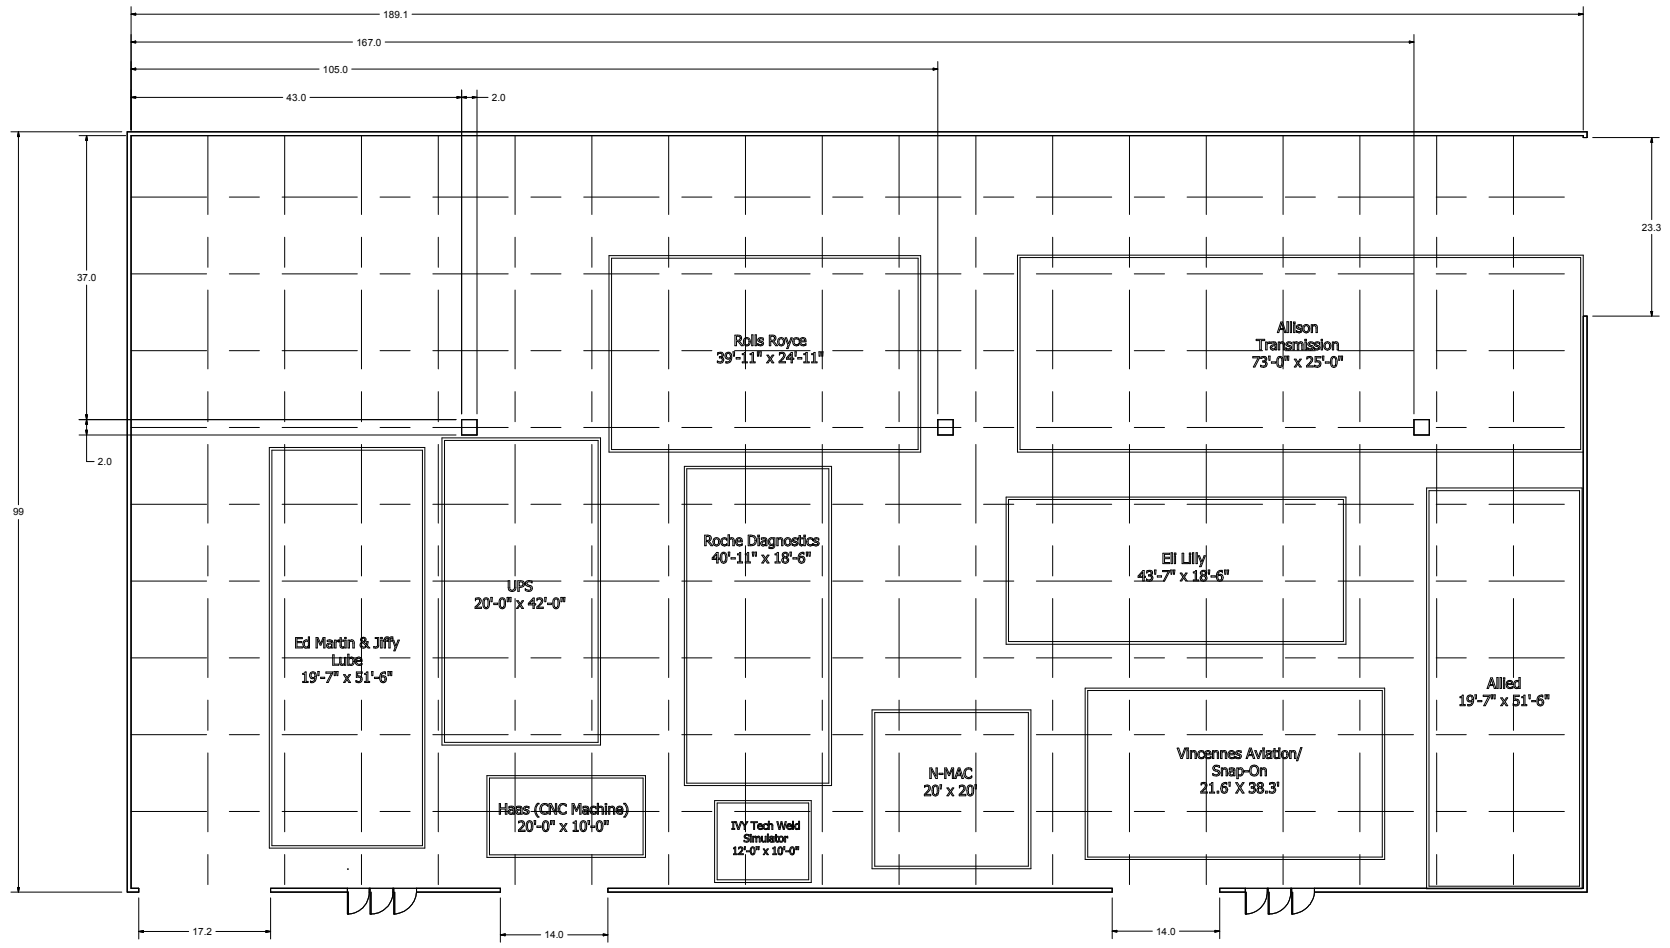 189.1
167.0
105.0
43.0
2.0
37.0
23.3
2.0
99
Rolls Royce
39'-11" x 24'-11"
Allison
Transmission
73'-0" x 25'-0"
Roche Diagnostics
40'-11" x 18'-6"
Eli Lilly
43'-7" x 18'-6"
UPS
20'-0" x 42'-0"
Ed Martin & Jiffy
Lube
19'-7" x 51'-6"
Allied
19'-7" x 51'-6"
Vincennes Aviation/
Snap-On
21.6' X 38.3'
N-MAC
20' x 20'
Haas (CNC Machine)
20'-0" x 10'-0"
IVY Tech Weld
Simulator
12'-0" x 10'-0"
17.2
14.0
14.0